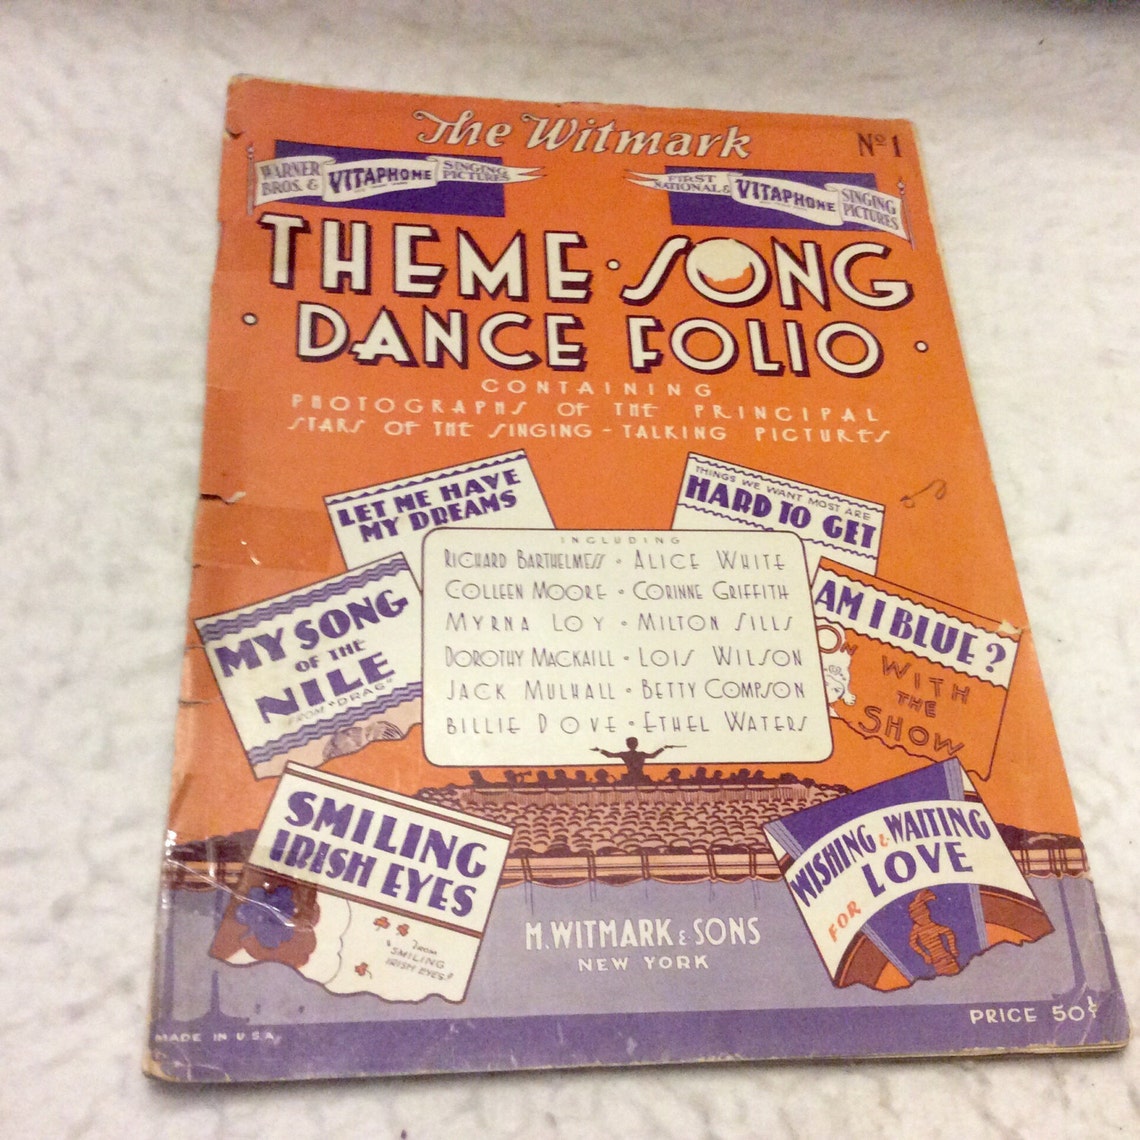 The Witmark
Nº 1
WARNER BROS. & VITAPHONE SINGING PICTURES
FIRST NATIONAL & VITAPHONE SINGING PICTURES
THEME · SONG
· DANCE FOLIO ·
CONTAINING
PHOTOGRAPHS OF THE PRINCIPAL
STARS OF THE SINGING - TALKING PICTURES
LET ME HAVE
MY DREAMS
THINGS WE WANT MOST ARE
HARD TO GET
INCLUDING
RICHARD BARTHELMESS · ALICE WHITE
COLLEEN MOORE · CORINNE GRIFFITH
MYRNA LOY · MILTON SILLS
DOROTHY MACKAILL · LOIS WILSON
JACK MULHALL · BETTY COMPSON
BILLIE DOVE · ETHEL WATERS
MY SONG
OF THE
NILE
FROM "DRAG"
AM I BLUE?
ON WITH
THE
SHOW
SMILING
IRISH EYES
from
"SMILING
IRISH EYES"
WISHING & WAITING
FOR LOVE
M. WITMARK & SONS
NEW YORK
MADE IN U.S.A.
PRICE 50¢